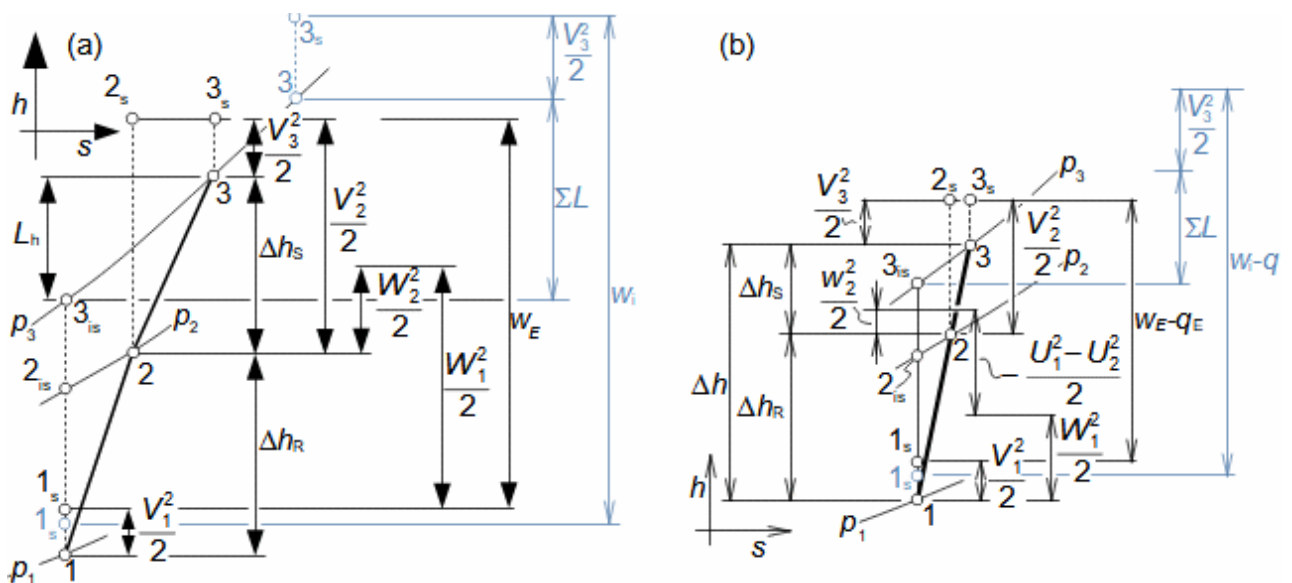 (a)
h
s
2s
3s
3s
3
V₃²/2
V₃²/2
3
Lh
ΔhS
V₂²/2
ΣL
wi
W₂²/2
wE
p3
3is
p2
2is
2
W₁²/2
ΔhR
1s
1s
V₁²/2
p1
1
(b)
V₃²/2
p3
2s
3s
V₃²/2
V₂²/2
p2
ΣL
3
3is
ΔhS
w₂²/2
wi-q
wE-qE
2
2is
− U₁²−U₂²/2
Δh
ΔhR
1s
1s
V₁²/2
W₁²/2
h
s
p1
1